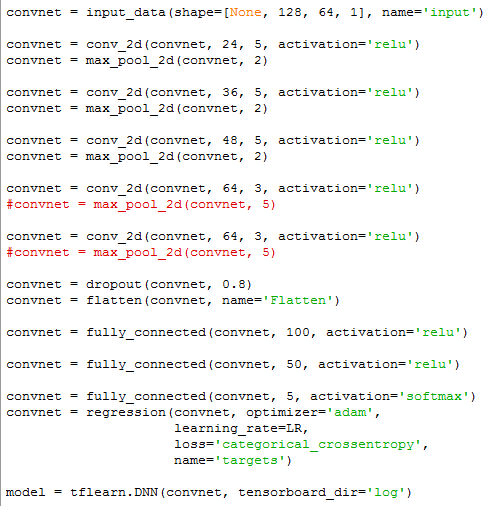 convnet = input_data(shape=[None, 128, 64, 1], name='input')
convnet = conv_2d(convnet, 24, 5, activation='relu')
convnet = max_pool_2d(convnet, 2)
convnet = conv_2d(convnet, 36, 5, activation='relu')
convnet = max_pool_2d(convnet, 2)
convnet = conv_2d(convnet, 48, 5, activation='relu')
convnet = max_pool_2d(convnet, 2)
convnet = conv_2d(convnet, 64, 3, activation='relu')
#convnet = max_pool_2d(convnet, 5)
convnet = conv_2d(convnet, 64, 3, activation='relu')
#convnet = max_pool_2d(convnet, 5)
convnet = dropout(convnet, 0.8)
convnet = flatten(convnet, name='Flatten')
convnet = fully_connected(convnet, 100, activation='relu')
convnet = fully_connected(convnet, 50, activation='relu')
convnet = fully_connected(convnet, 5, activation='softmax')
convnet = regression(convnet, optimizer='adam',
learning_rate=LR,
loss='categorical_crossentropy',
name='targets')
model = tflearn.DNN(convnet, tensorboard_dir='log')